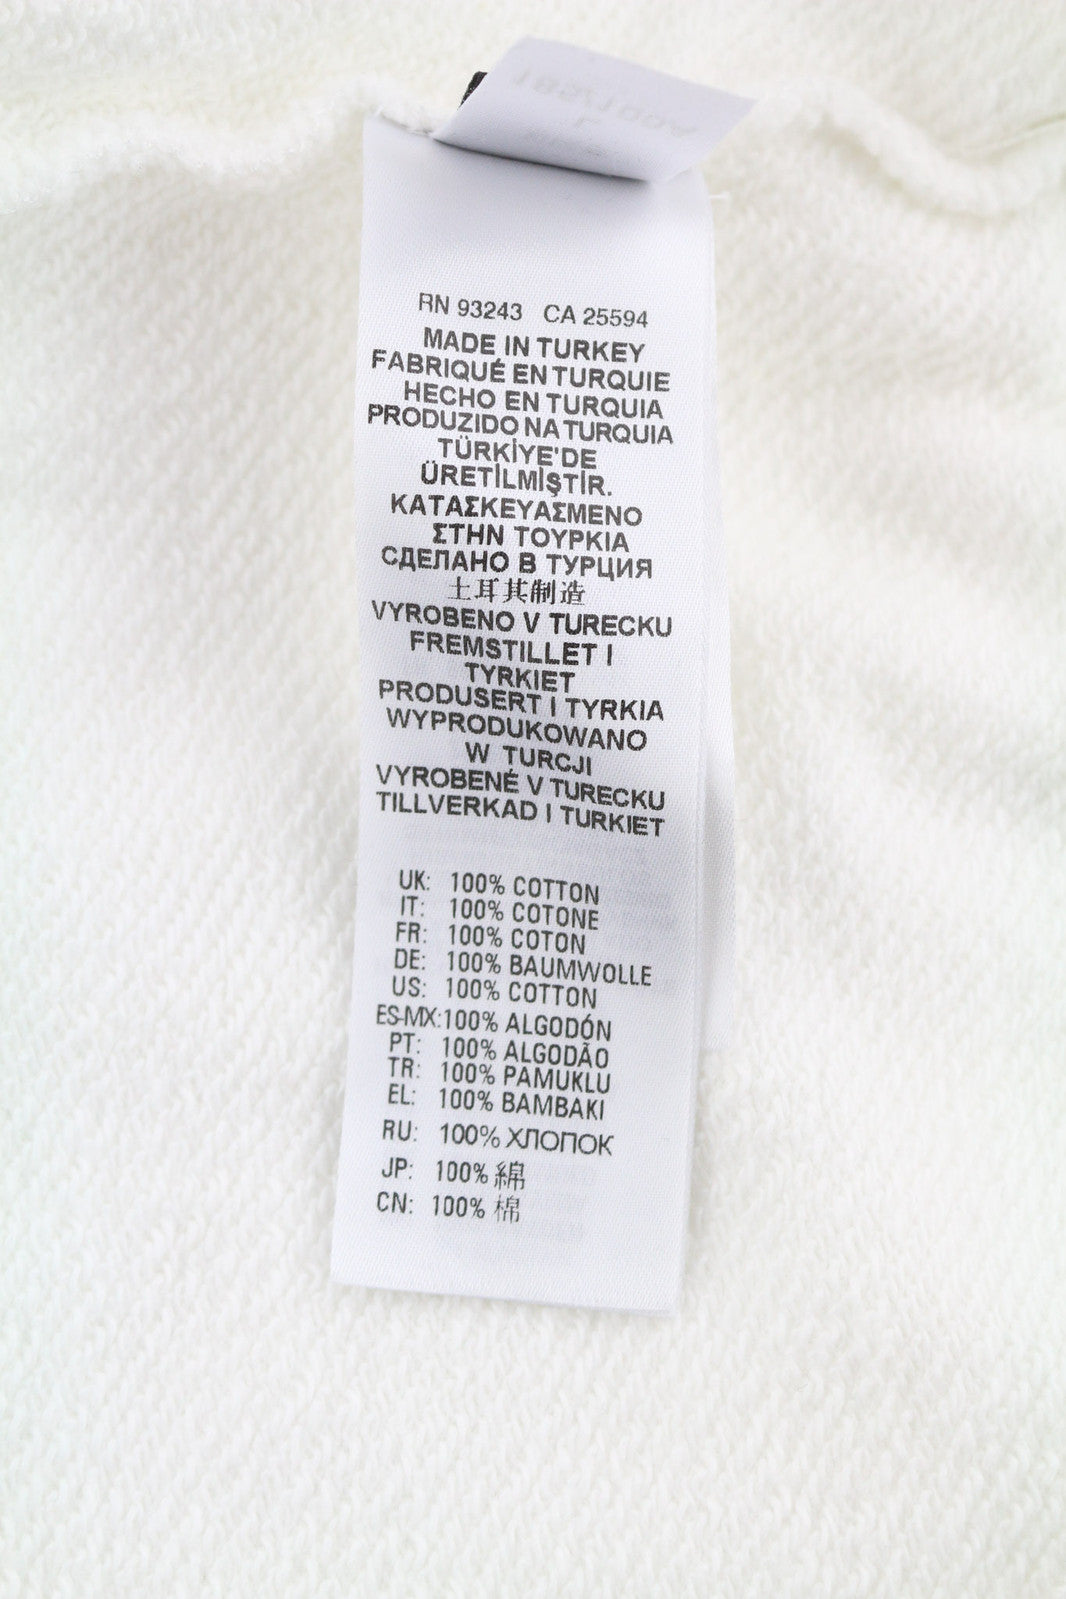 RN 93243 CA 25594
MADE IN TURKEY
FABRIQUÉ EN TURQUIE
HECHO EN TURQUIA
PRODUZIDO NA TURQUIA
TÜRKİYE'DE
ÜRETİLMİŞTİR.
ΚΑΤΑΣΚΕΥΑΣΜΕΝΟ
ΣΤΗΝ ΤΟΥΡΚΙΑ
СДЕЛАНО В ТУРЦИЯ
土耳其制造
VYROBENO V TURECKU
FREMSTILLET I
TYRKIET
PRODUSERT I TYRKIA
WYPRODUKOWANO
W TURCJI
VYROBENÉ V TURECKU
TILLVERKAD I TURKIET
UK: 100% COTTON
IT: 100% COTONE
FR: 100% COTON
DE: 100% BAUMWOLLE
US: 100% COTTON
ES-MX:100% ALGODÓN
PT: 100% ALGODÃO
TR: 100% PAMUKLU
EL: 100% BAMBAKI
RU: 100% ХЛОПОК
JP: 100% 綿
CN: 100% 棉